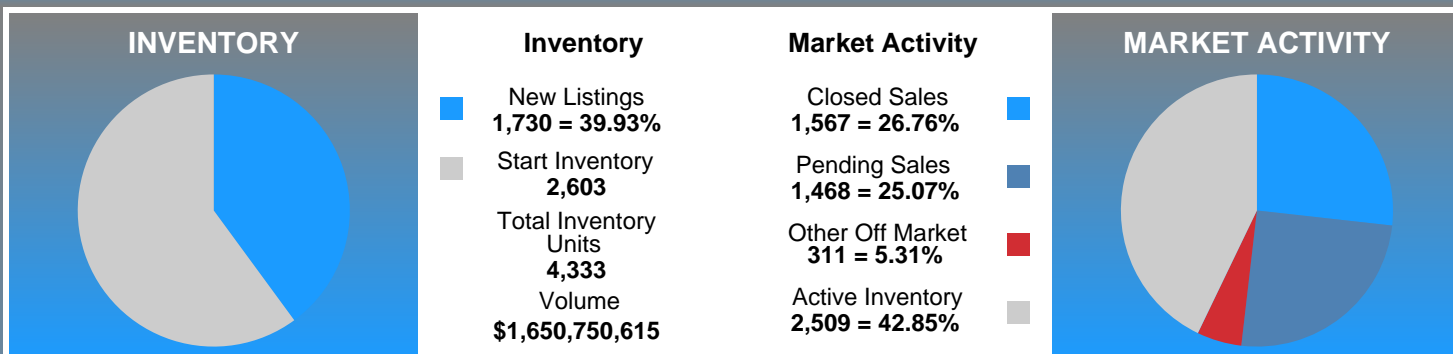 INVENTORY
Inventory
New Listings
1,730 = 39.93%
Start Inventory
2,603
Total Inventory
Units
4,333
Volume
$1,650,750,615
Market Activity
Closed Sales
1,567 = 26.76%
Pending Sales
1,468 = 25.07%
Other Off Market
311 = 5.31%
Active Inventory
2,509 = 42.85%
MARKET ACTIVITY